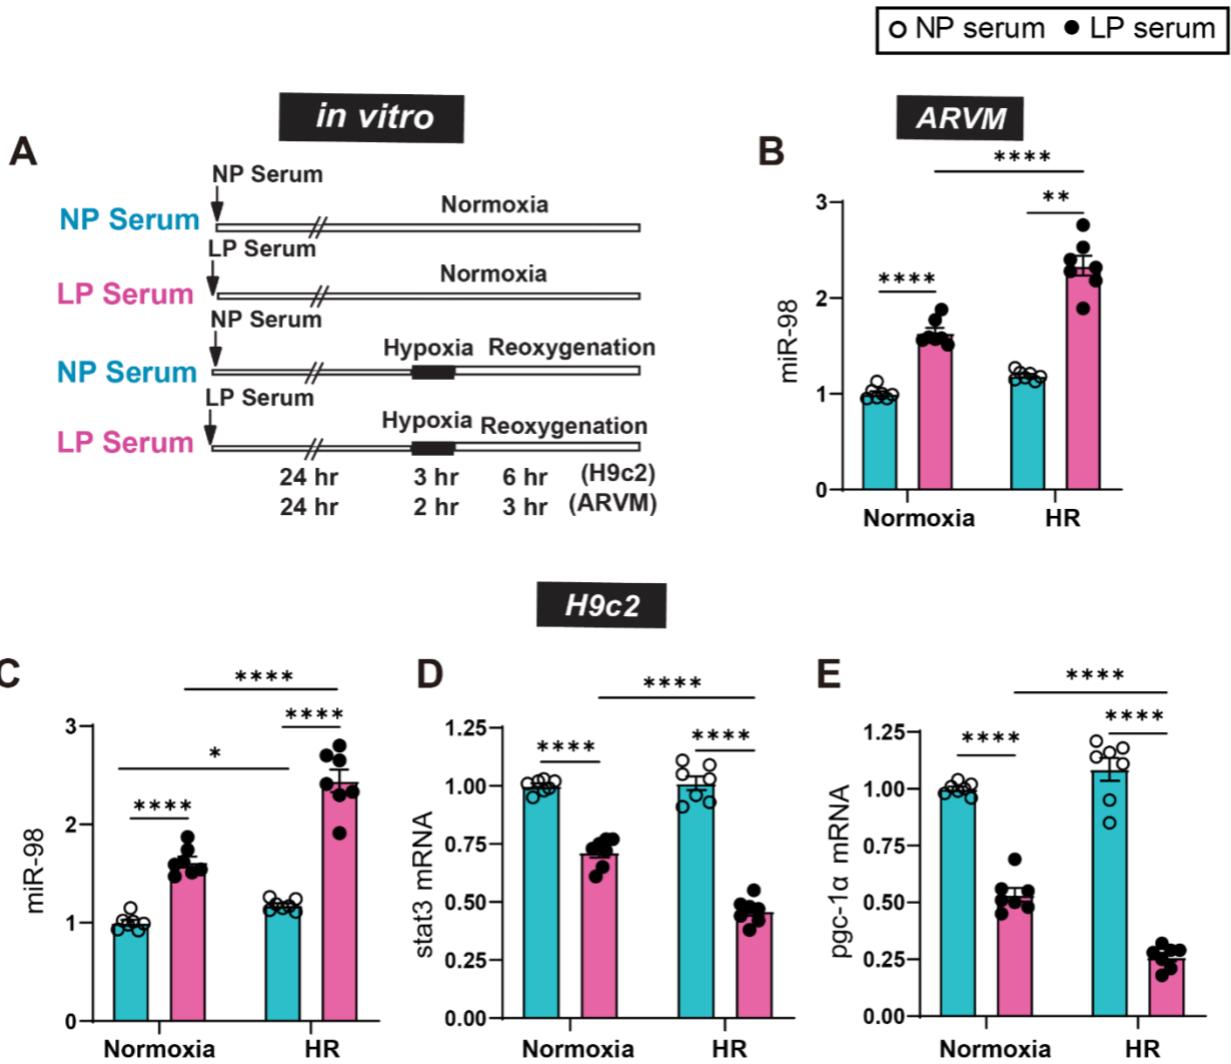 ○ NP serum ● LP serum
in vitro
ARVM
A
NP Serum
NP Serum
Normoxia
LP Serum
LP Serum
Normoxia
NP Serum
NP Serum
Hypoxia
Reoxygenation
LP Serum
LP Serum
Hypoxia
Reoxygenation
24 hr 3 hr 6 hr (H9c2)
24 hr 2 hr 3 hr (ARVM)
B
****
**
****
3
2
1
0
miR-98
Normoxia HR
H9c2
C
****
****
*
****
3
2
1
0
miR-98
Normoxia HR
D
****
****
****
1.25
1.00
0.75
0.50
0.25
0.00
stat3 mRNA
Normoxia HR
E
****
****
****
1.25
1.00
0.75
0.50
0.25
0.00
pgc-1α mRNA
Normoxia HR